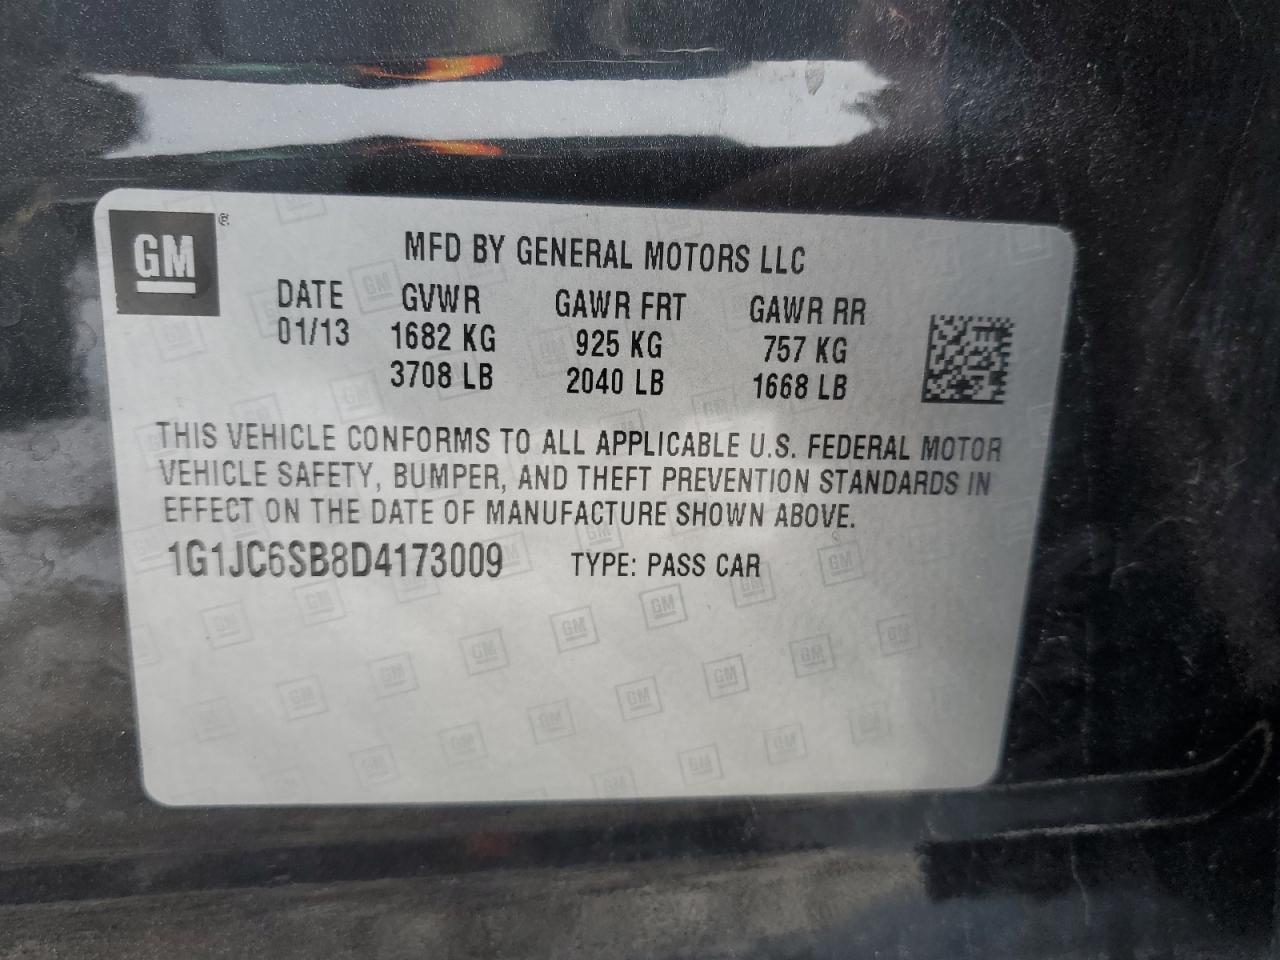 GM ®
MFD BY GENERAL MOTORS LLC
DATE GVWR GAWR FRT GAWR RR
01/13 1682 KG 925 KG 757 KG
3708 LB 2040 LB 1668 LB
THIS VEHICLE CONFORMS TO ALL APPLICABLE U.S. FEDERAL MOTOR
VEHICLE SAFETY, BUMPER, AND THEFT PREVENTION STANDARDS IN
EFFECT ON THE DATE OF MANUFACTURE SHOWN ABOVE.
1G1JC6SB8D4173009 TYPE: PASS CAR